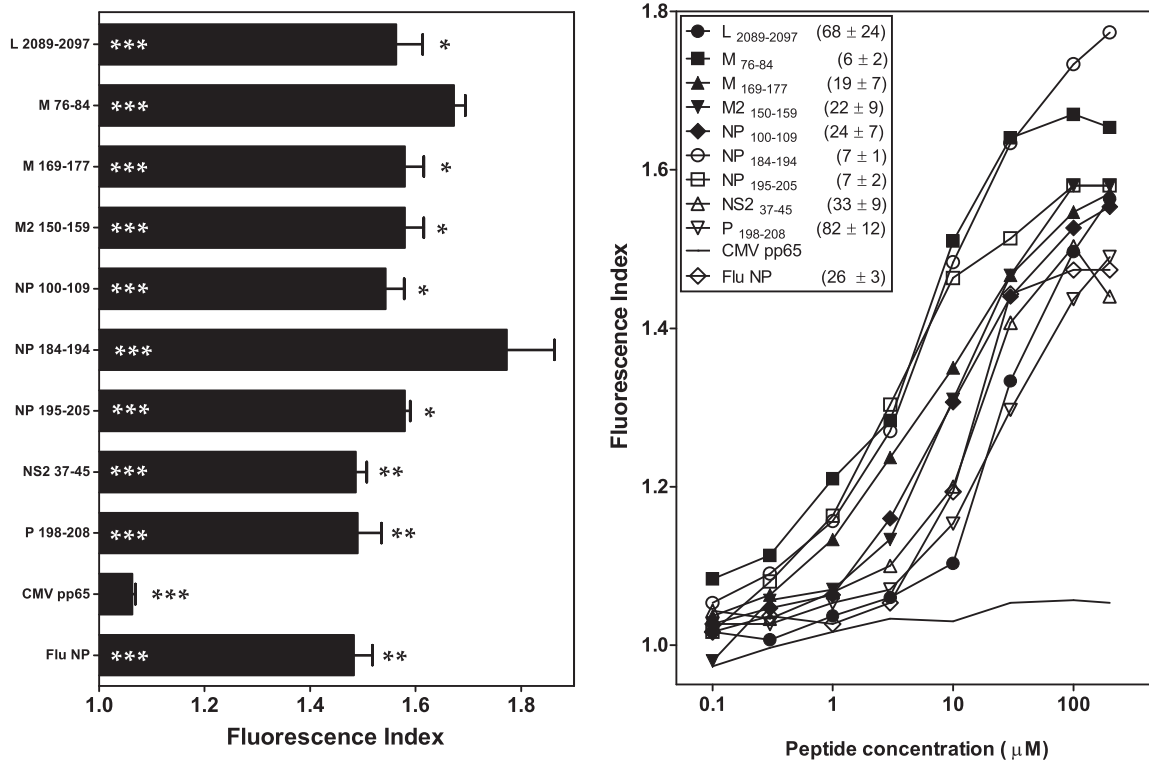 L 2089-2097 *** *
M 76-84 ***
M 169-177 *** *
M2 150-159 *** *
NP 100-109 *** *
NP 184-194 ***
NP 195-205 *** *
NS2 37-45 *** **
P 198-208 *** **
CMV pp65 ***
Flu NP *** **
1.0 1.2 1.4 1.6 1.8
Fluorescence Index
1.8
1.6
1.4
1.2
1.0
Fluorescence Index
L 2089-2097 (68 ± 24)
M 76-84 (6 ± 2)
M 169-177 (19 ± 7)
M2 150-159 (22 ± 9)
NP 100-109 (24 ± 7)
NP 184-194 (7 ± 1)
NP 195-205 (7 ± 2)
NS2 37-45 (33 ± 9)
P 198-208 (82 ± 12)
CMV pp65
Flu NP (26 ± 3)
0.1 1 10 100
Peptide concentration ( μM)